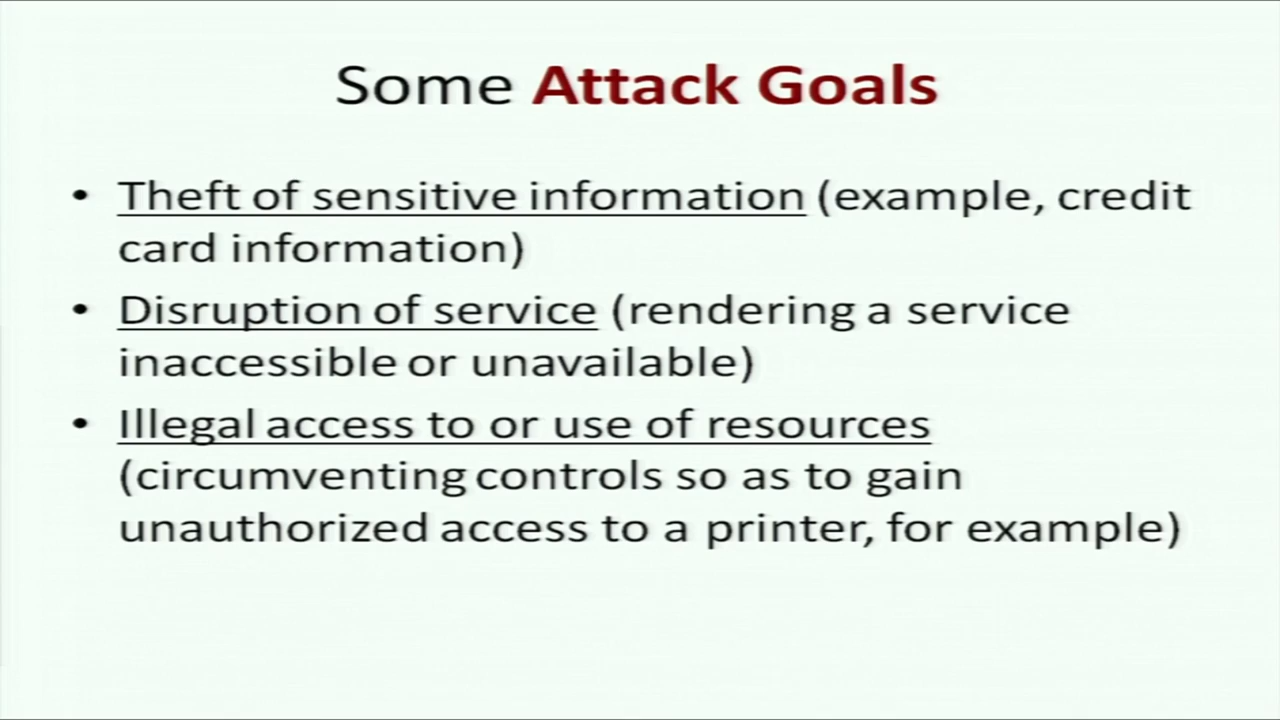 Some Attack Goals
• Theft of sensitive information (example, credit
card information)
• Disruption of service (rendering a service
inaccessible or unavailable)
• Illegal access to or use of resources
(circumventing controls so as to gain
unauthorized access to a printer, for example)